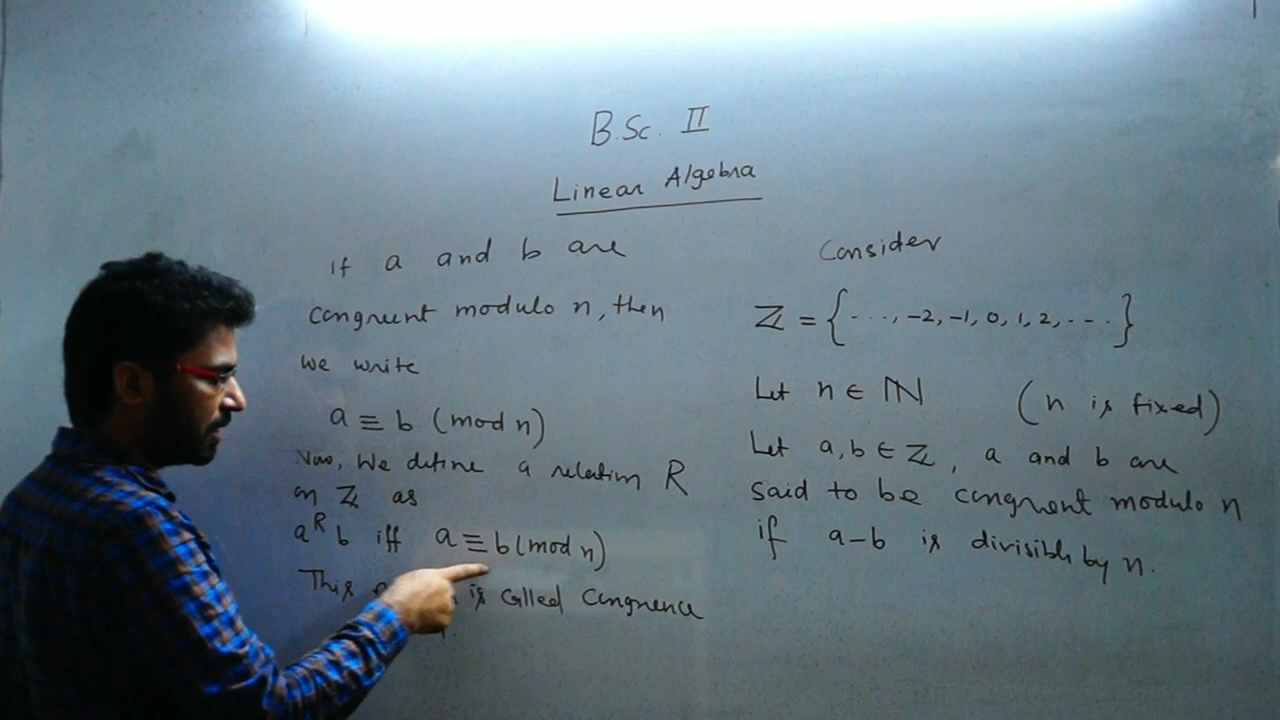 B.Sc. II
Linear Algebra
Consider
ℤ = { ...., -2, -1, 0, 1, 2, .... }
Let n ∈ ℕ (n is fixed)
Let a, b ∈ ℤ, a and b are
said to be congruent modulo n
if a-b is divisible by n.
If a and b are
congruent modulo n, then
we write
a ≡ b (mod n)
Now, We define a relation R
on ℤ as
aᴿb iff a ≡ b (mod n)
This is called Congruence